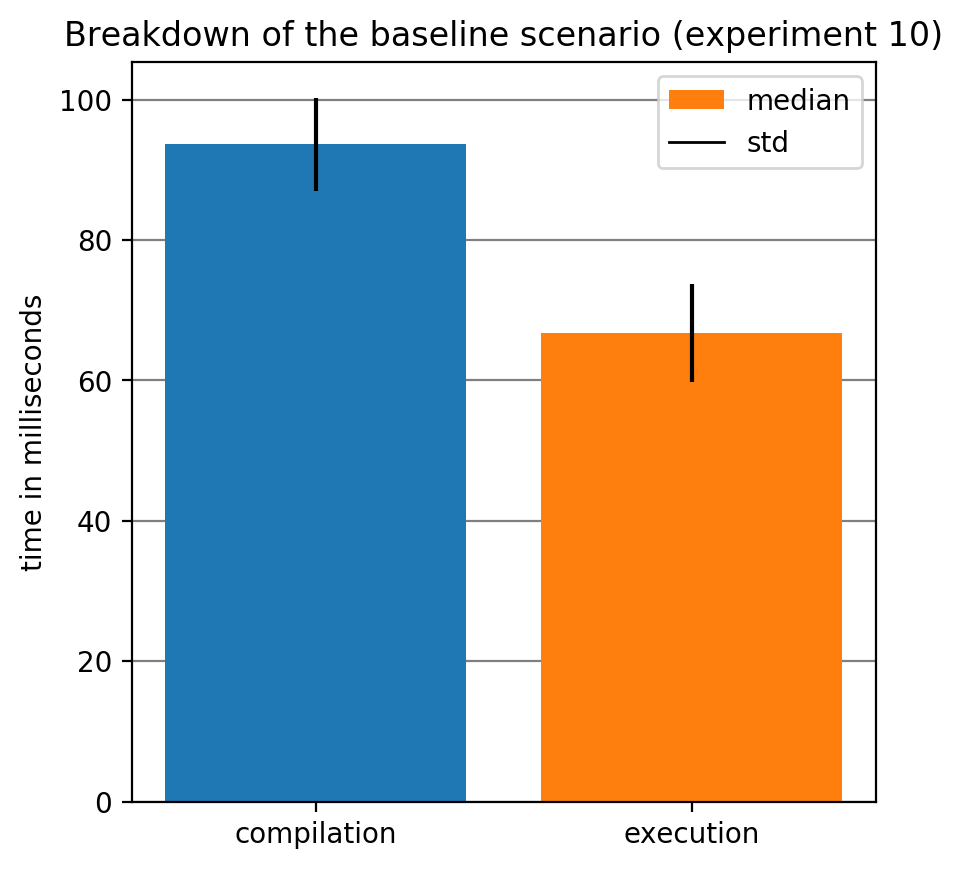 Breakdown of the baseline scenario (experiment 10)
median
std
100
80
60
40
20
0
time in milliseconds
compilation
execution